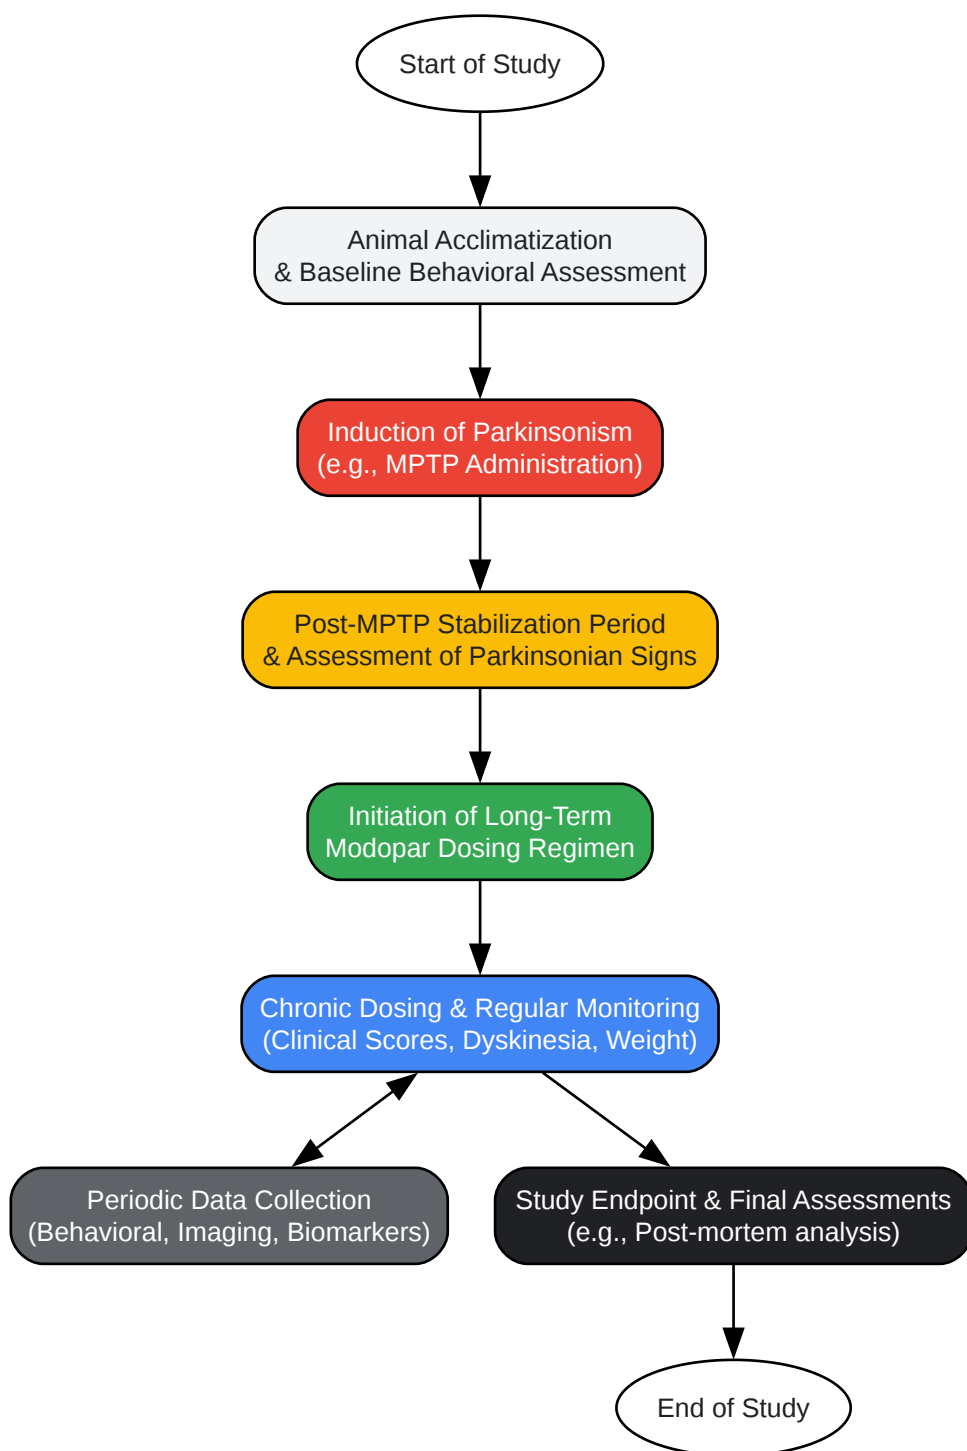 Start of Study
Animal Acclimatization
& Baseline Behavioral Assessment
Induction of Parkinsonism
(e.g., MPTP Administration)
Post-MPTP Stabilization Period
& Assessment of Parkinsonian Signs
Initiation of Long-Term
Modopar Dosing Regimen
Chronic Dosing & Regular Monitoring
(Clinical Scores, Dyskinesia, Weight)
Periodic Data Collection
(Behavioral, Imaging, Biomarkers)
Study Endpoint & Final Assessments
(e.g., Post-mortem analysis)
End of Study